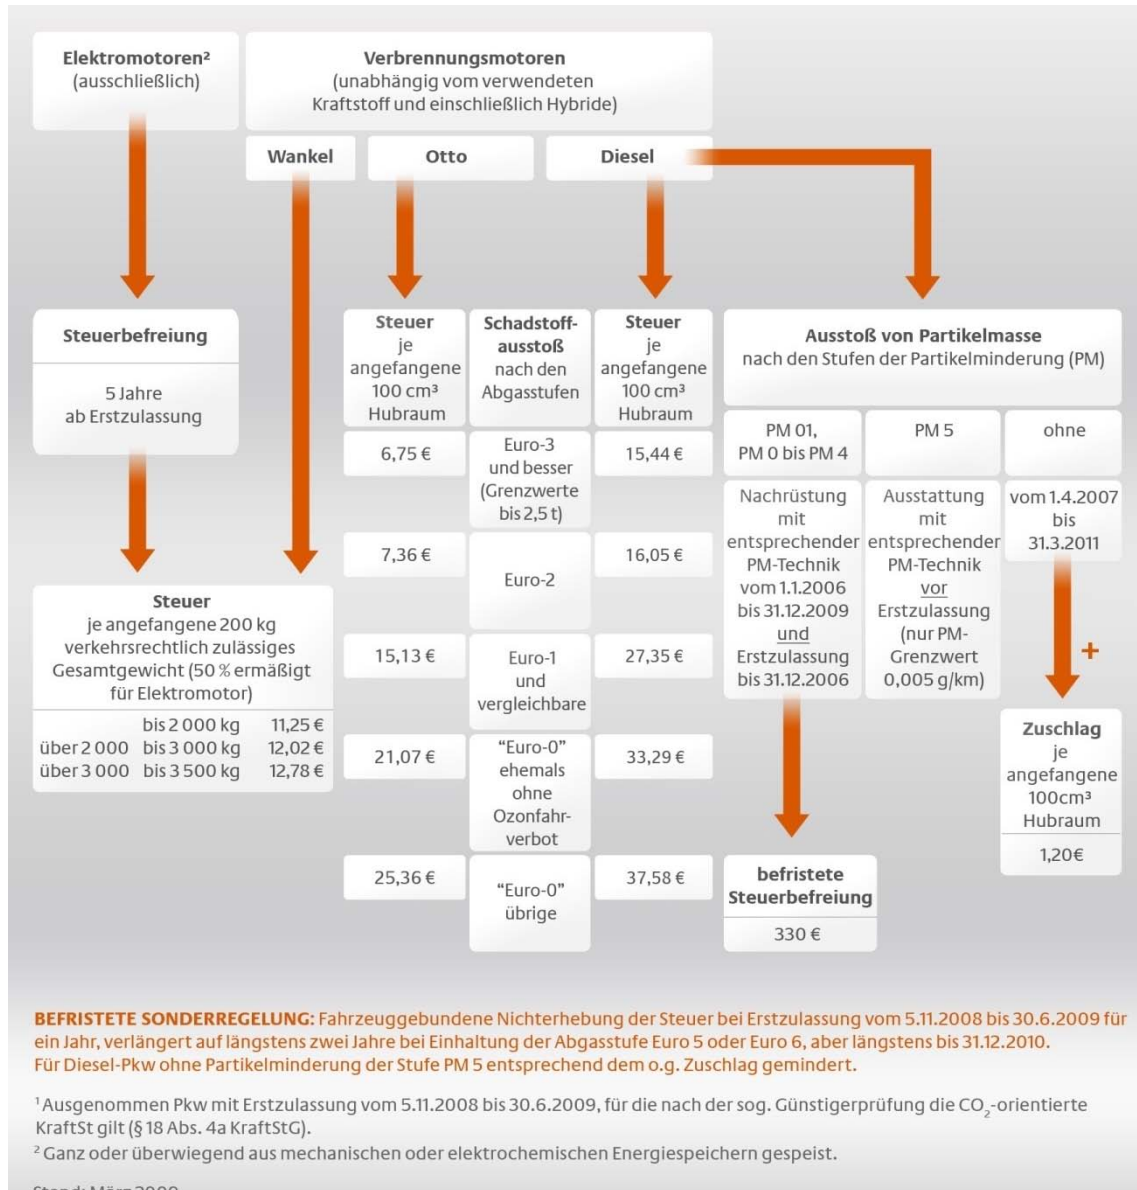 Elektromotoren²
(ausschließlich)
Verbrennungsmotoren
(unabhängig vom verwendeten
Kraftstoff und einschließlich Hybride)
Wankel
Otto
Diesel
Steuerbefreiung
5 Jahre
ab Erstzulassung
Steuer
je
angefangene
100 cm³
Hubraum
Schadstoff-
ausstoß
nach den
Abgasstufen
Steuer
je
angefangene
100 cm³
Hubraum
Ausstoß von Partikelmasse
nach den Stufen der Partikelminderung (PM)
6,75 €
Euro-3
und besser
(Grenzwerte
bis 2,5 t)
15,44 €
7,36 €
Euro-2
16,05 €
15,13 €
Euro-1
und
vergleichbare
27,35 €
21,07 €
"Euro-0"
ehemals
ohne
Ozonfahr-
verbot
33,29 €
25,36 €
"Euro-0"
übrige
37,58 €
PM 01,
PM 0 bis PM 4
PM 5
ohne
Nachrüstung
mit
entsprechender
PM-Technik
vom 1.1.2006
bis 31.12.2009
und
Erstzulassung
bis 31.12.2006
Ausstattung
mit
entsprechender
PM-Technik
vor
Erstzulassung
(nur PM-
Grenzwert
0,005 g/km)
vom 1.4.2007
bis
31.3.2011
+
Steuer
je angefangene 200 kg
verkehrsrechtlich zulässiges
Gesamtgewicht (50 % ermäßigt
für Elektromotor)
bis 2 000 kg 11,25 €
über 2 000 bis 3 000 kg 12,02 €
über 3 000 bis 3 500 kg 12,78 €
Zuschlag
je
angefangene
100cm³
Hubraum
1,20€
befristete
Steuerbefreiung
330 €
BEFRISTETE SONDERREGELUNG: Fahrzeuggebundene Nichterhebung der Steuer bei Erstzulassung vom 5.11.2008 bis 30.6.2009 für
ein Jahr, verlängert auf längstens zwei Jahre bei Einhaltung der Abgasstufe Euro 5 oder Euro 6, aber längstens bis 31.12.2010.
Für Diesel-Pkw ohne Partikelminderung der Stufe PM 5 entsprechend dem o.g. Zuschlag gemindert.
¹ Ausgenommen Pkw mit Erstzulassung vom 5.11.2008 bis 30.6.2009, für die nach der sog. Günstigerprüfung die CO₂-orientierte
KraftSt gilt (§ 18 Abs. 4a KraftStG).
² Ganz oder überwiegend aus mechanischen oder elektrochemischen Energiespeichern gespeist.
Stand: März 2009